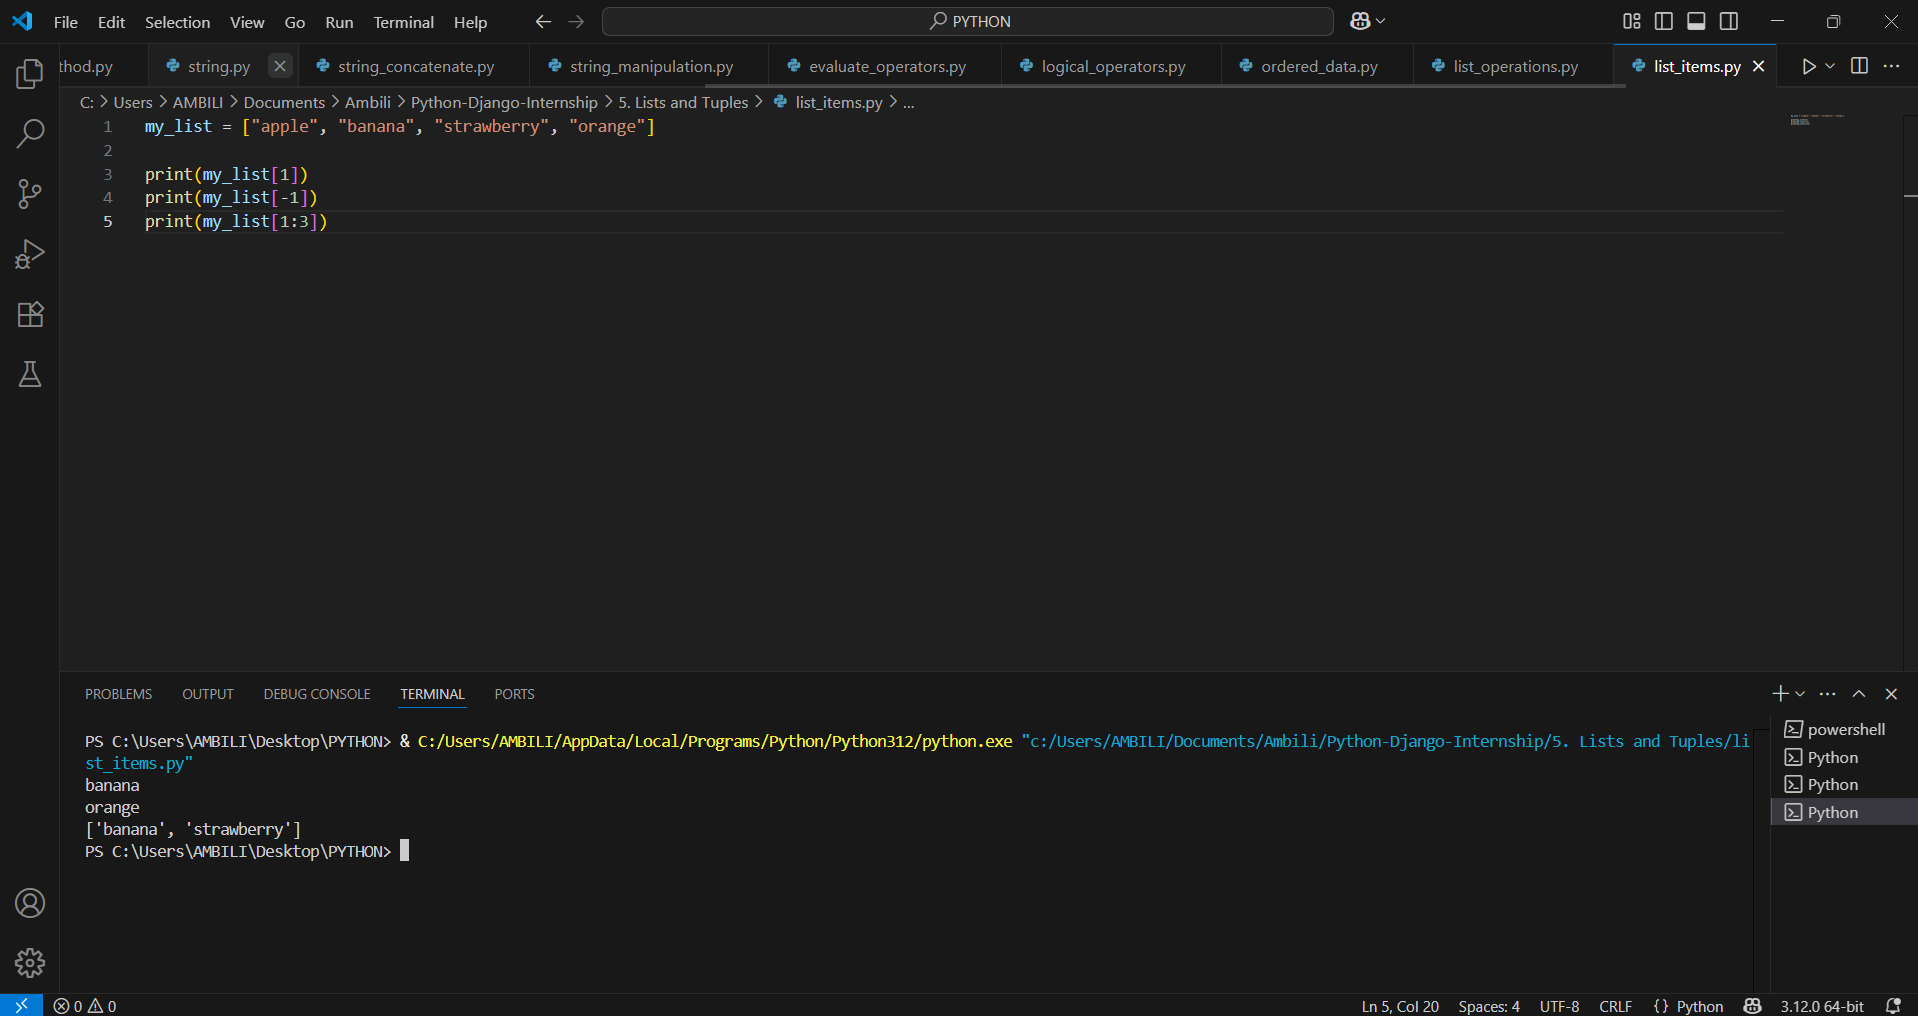 File Edit Selection View Go Run Terminal Help PYTHON
thod.py string.py string_concatenate.py string_manipulation.py evaluate_operators.py logical_operators.py ordered_data.py list_operations.py list_items.py
C: > Users > AMBILI > Documents > Ambili > Python-Django-Internship > 5. Lists and Tuples > list_items.py > ...
1 my_list = ["apple", "banana", "strawberry", "orange"]
2
3 print(my_list[1])
4 print(my_list[-1])
5 print(my_list[1:3])
PROBLEMS OUTPUT DEBUG CONSOLE TERMINAL PORTS
PS C:\Users\AMBILI\Desktop\PYTHON> & C:/Users/AMBILI/AppData/Local/Programs/Python/Python312/python.exe "c:/Users/AMBILI/Documents/Ambili/Python-Django-Internship/5. Lists and Tuples/li
st_items.py"
banana
orange
['banana', 'strawberry']
PS C:\Users\AMBILI\Desktop\PYTHON>
powershell
Python
Python
Python
0 0 Ln 5, Col 20 Spaces: 4 UTF-8 CRLF {} Python 3.12.0 64-bit